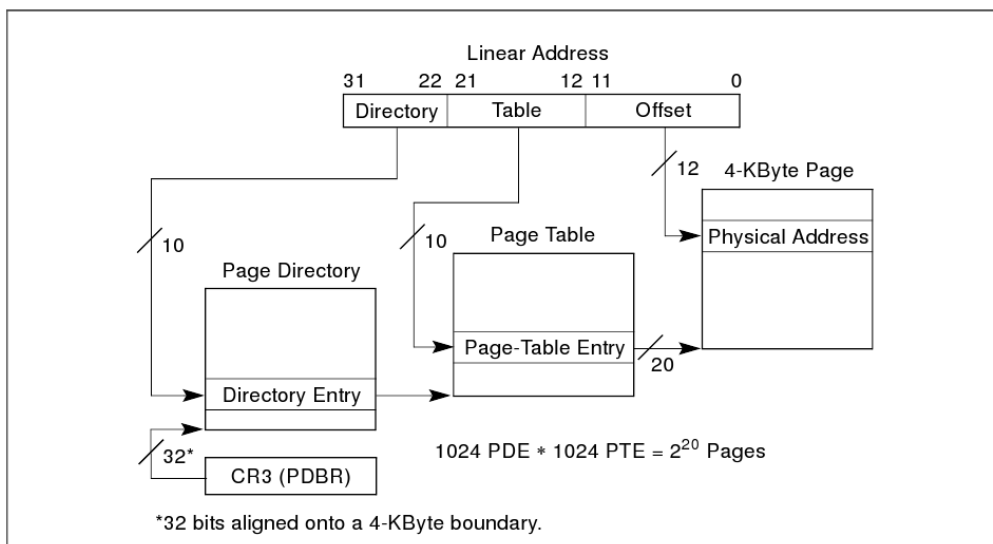 Linear Address
31 22 21 12 11 0
Directory Table Offset
12
4-KByte Page
Physical Address
10
10
Page Table
Page Directory
Page-Table Entry
20
Directory Entry
32*
1024 PDE * 1024 PTE = 2^20 Pages
CR3 (PDBR)
*32 bits aligned onto a 4-KByte boundary.